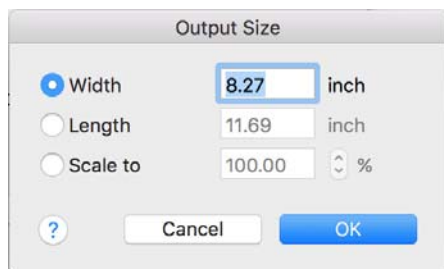 Output Size
Width 8.27 inch
Length 11.69 inch
Scale to 100.00 %
? Cancel OK